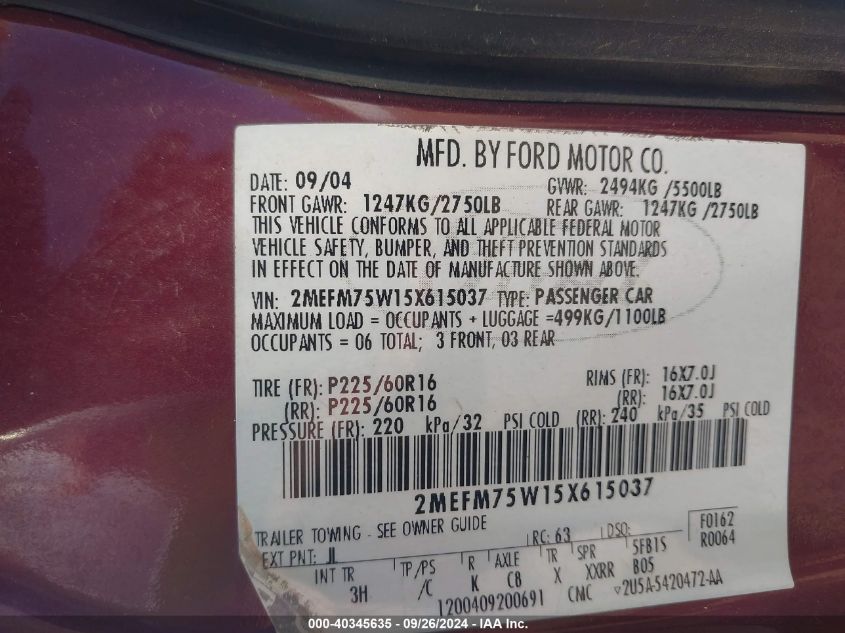 MFD. BY FORD MOTOR CO.
DATE: 09/04 GVWR: 2494KG /5500LB
FRONT GAWR: 1247KG/2750LB REAR GAWR: 1247KG /2750LB
THIS VEHICLE CONFORMS TO ALL APPLICABLE FEDERAL MOTOR
VEHICLE SAFETY, BUMPER, AND THEFT PREVENTION STANDARDS
IN EFFECT ON THE DATE OF MANUFACTURE SHOWN ABOVE.
VIN: 2MEFM75W15X615037 TYPE: PASSENGER CAR
MAXIMUM LOAD = OCCUPANTS + LUGGAGE =499KG/1100LB
OCCUPANTS = 06 TOTAL; 3 FRONT, 03 REAR
TIRE (FR): P225/60R16 RIMS (FR): 16X7.0J
(RR): P225/60R16 (RR): 16X7.0J
PRESSURE (FR): 220 kPa/32 PSI COLD (RR): 240 kPa/35 PSI COLD
2MEFM75W15X615037
TRAILER TOWING - SEE OWNER GUIDE RC: 63 DSO: F0162
EXT PNT: JL R0064
INT TR TP/PS R AXLE TR SPR 5FB15
3H /C K CB X XXRR B05
1200409200691 CMC ▽2U5A-5420472-AA
000-40345635 - 09/26/2024 - COPYRIGHT IAA, Inc.